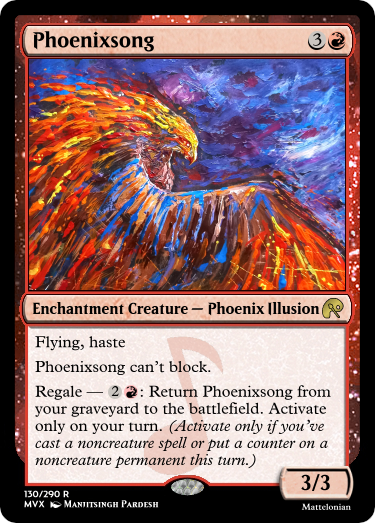 Phoenixsong 3
Enchantment Creature — Phoenix Illusion
Flying, haste
Phoenixsong can't block.
Regale — 2 : Return Phoenixsong from
your graveyard to the battlefield. Activate
only on your turn. (Activate only if you've
cast a noncreature spell or put a counter on
a noncreature permanent this turn.)
3/3
130/290 R
MVX Manjitsingh Pardesh
Mattelonian